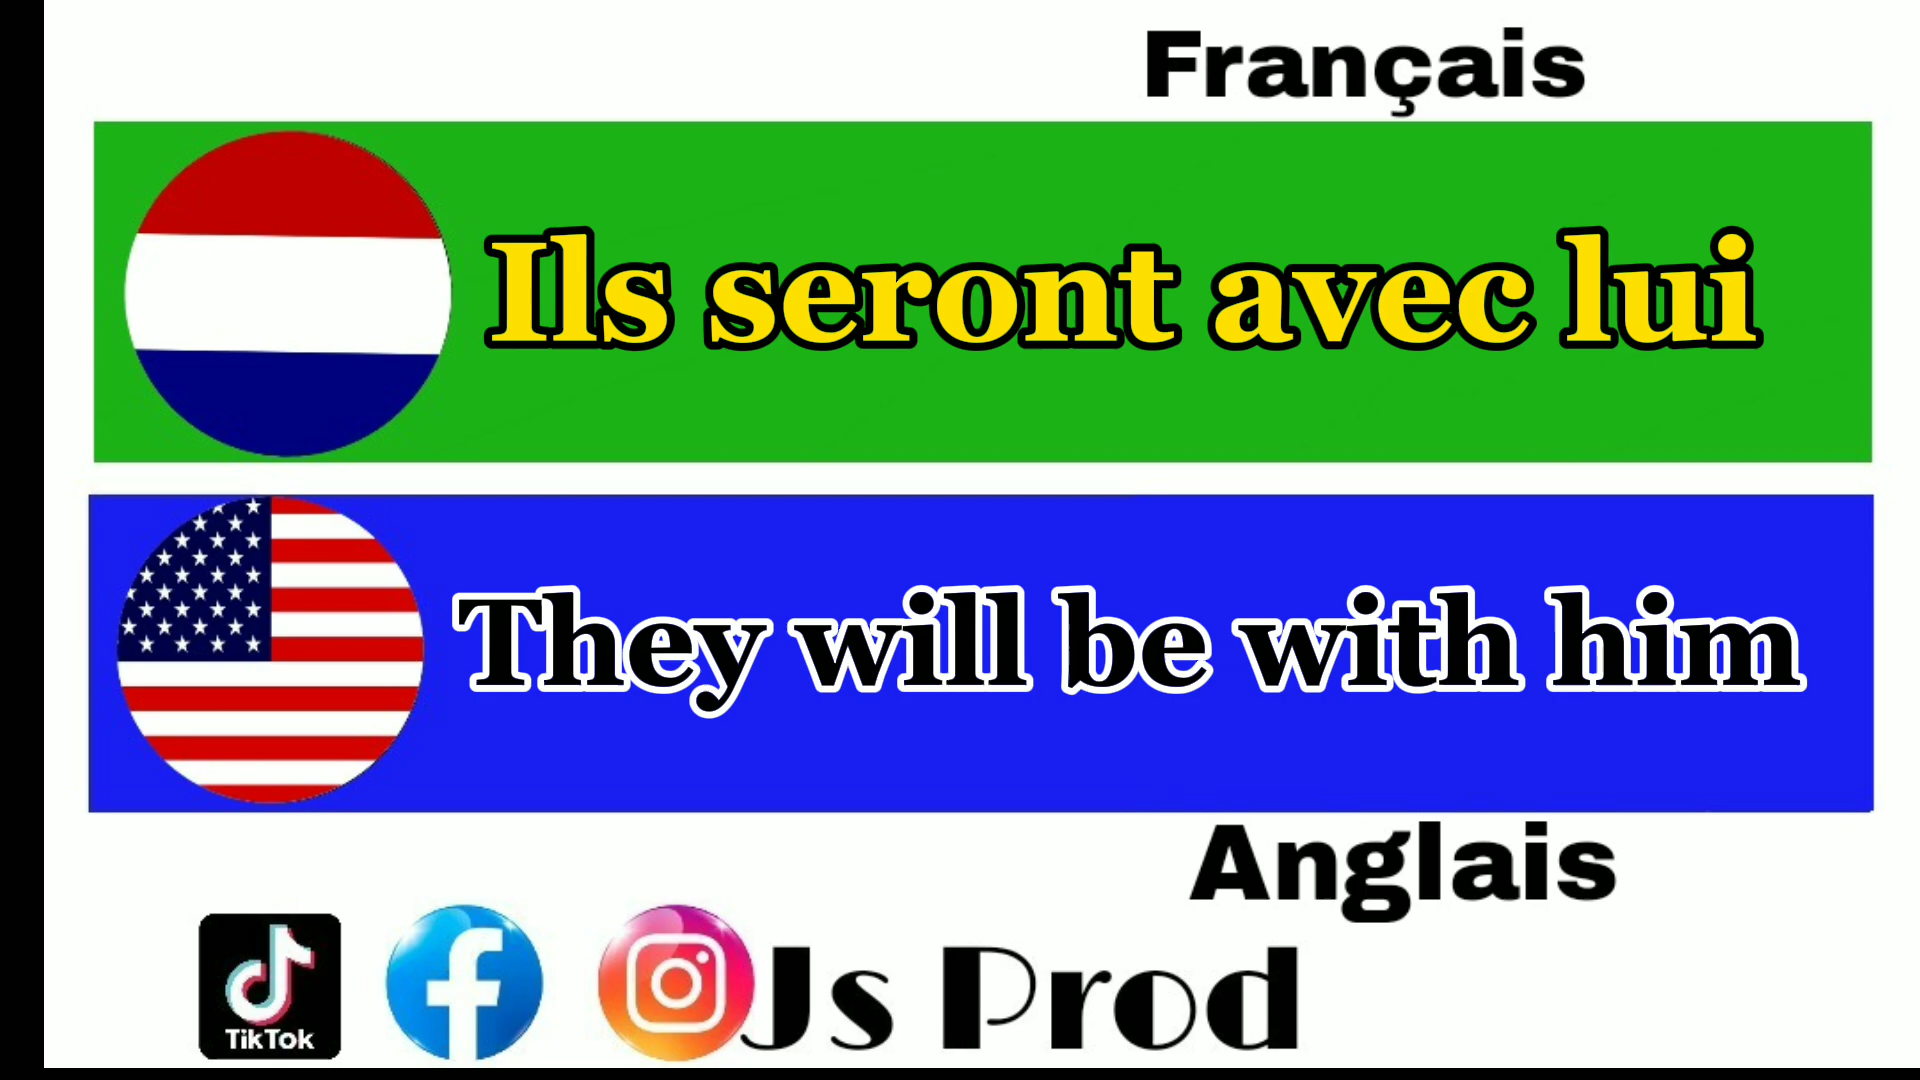 Français
Ils seront avec lui
They will be with him
Anglais
TikTok
Js Prod